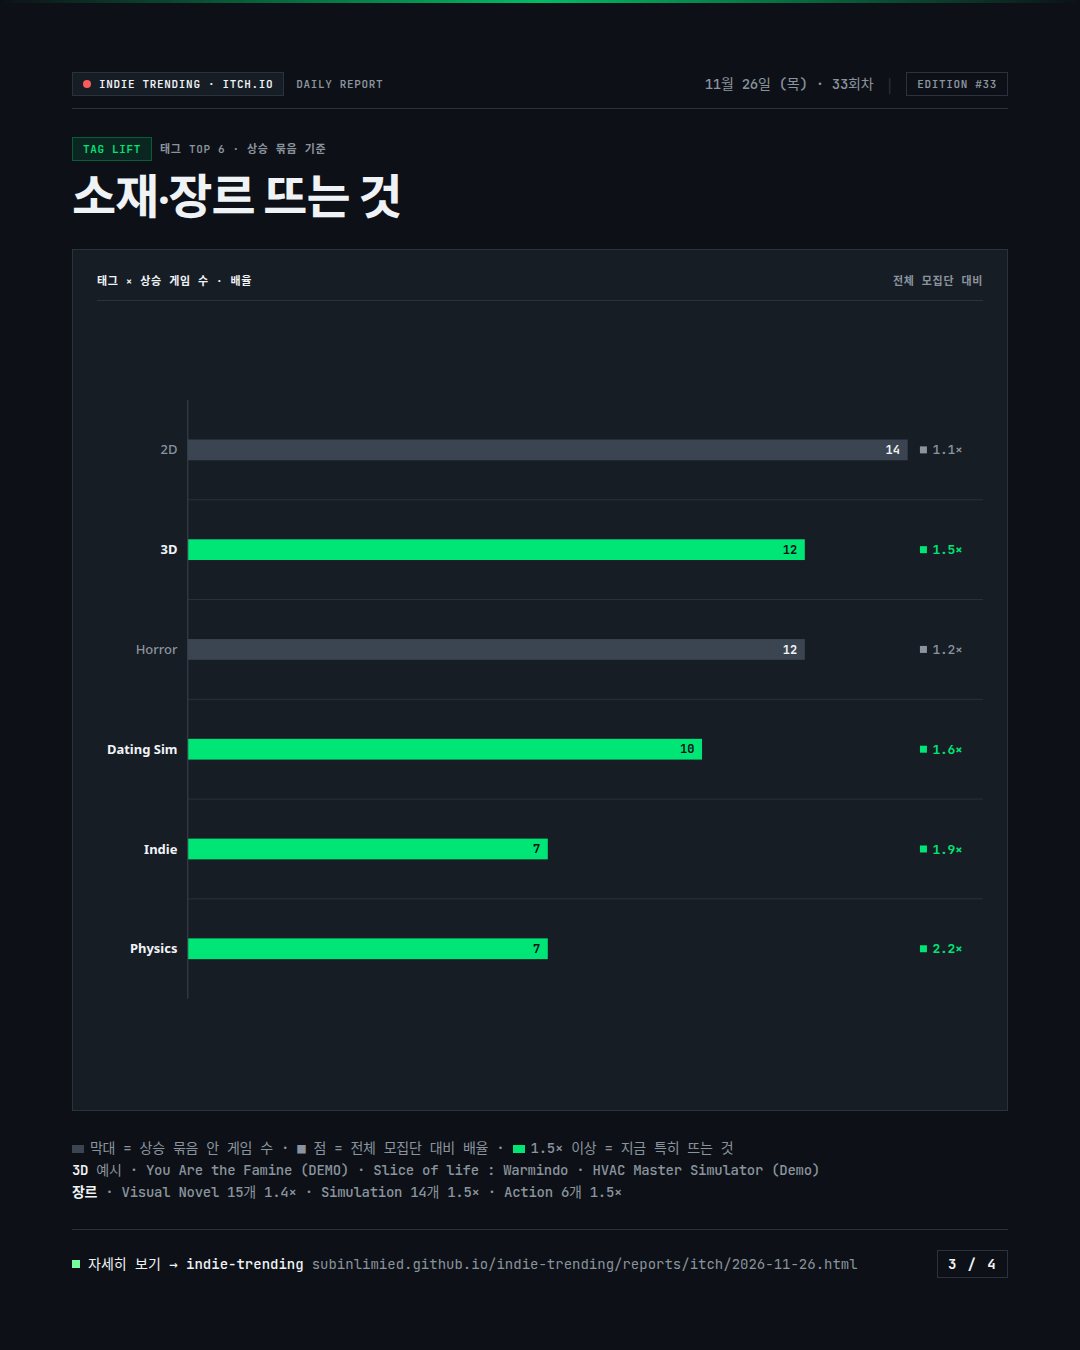 INDIE TRENDING · ITCH.IO DAILY REPORT 11월 26일 (목) · 33회차 | EDITION #33
TAG LIFT 태그 TOP 6 · 상승 묶음 기준
소재·장르 뜨는 것
태그 × 상승 게임 수 · 배율 전체 모집단 대비
2D 14 1.1×
3D 12 1.5×
Horror 12 1.2×
Dating Sim 10 1.6×
Indie 7 1.9×
Physics 7 2.2×
막대 = 상승 묶음 안 게임 수 · ■ 점 = 전체 모집단 대비 배율 · 1.5× 이상 = 지금 특히 뜨는 것
3D 예시 · You Are the Famine (DEMO) · Slice of life : Warmindo · HVAC Master Simulator (Demo)
장르 · Visual Novel 15개 1.4× · Simulation 14개 1.5× · Action 6개 1.5×
자세히 보기 → indie-trending subinlimied.github.io/indie-trending/reports/itch/2026-11-26.html 3 / 4